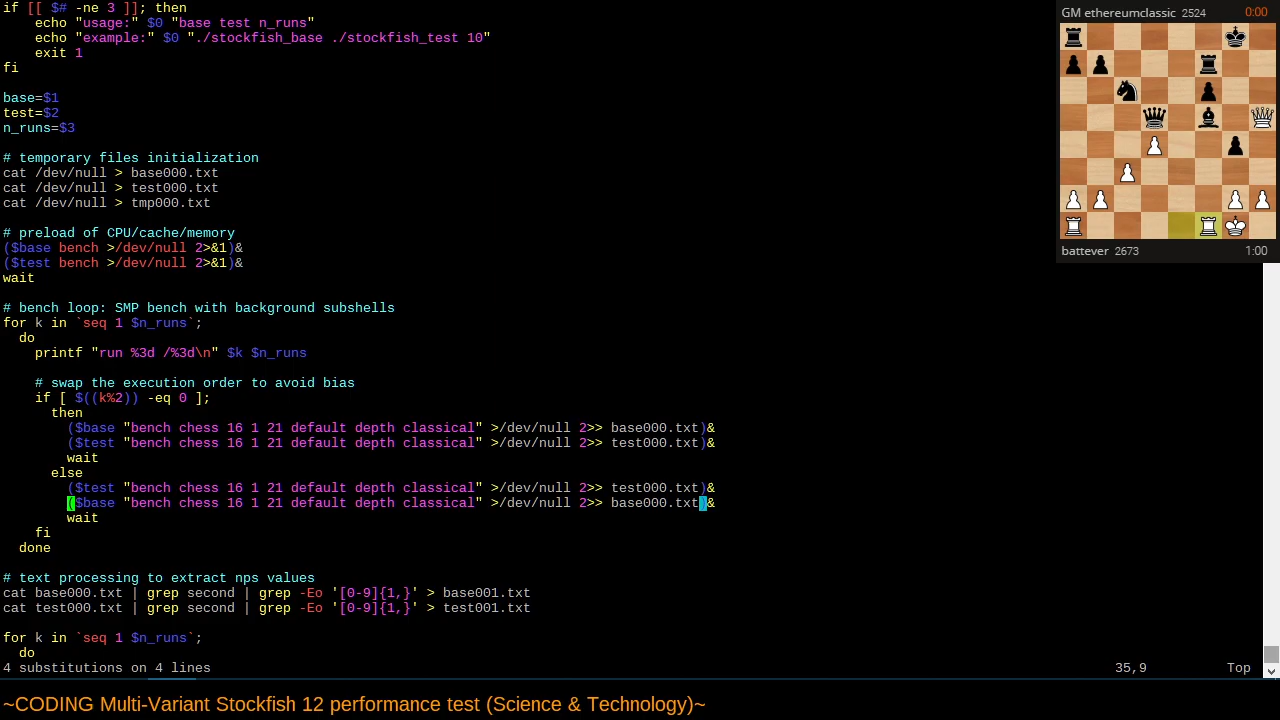 if [[ $# -ne 3 ]]; then
    echo "usage:" $0 "base test n_runs"
    echo "example:" $0 "./stockfish_base ./stockfish_test 10"
    exit 1
fi

base=$1
test=$2
n_runs=$3

# temporary files initialization
cat /dev/null > base000.txt
cat /dev/null > test000.txt
cat /dev/null > tmp000.txt

# preload of CPU/cache/memory
($base bench >/dev/null 2>&1)&
($test bench >/dev/null 2>&1)&
wait

# bench loop: SMP bench with background subshells
for k in `seq 1 $n_runs`;
  do
    printf "run %3d /%3d\n" $k $n_runs

    # swap the execution order to avoid bias
    if [ $((k%2)) -eq 0 ];
      then
        ($base "bench chess 16 1 21 default depth classical" >/dev/null 2>> base000.txt)&
        ($test "bench chess 16 1 21 default depth classical" >/dev/null 2>> test000.txt)&
        wait
      else
        ($test "bench chess 16 1 21 default depth classical" >/dev/null 2>> test000.txt)&
        ($base "bench chess 16 1 21 default depth classical" >/dev/null 2>> base000.txt)&
        wait
    fi
  done

# text processing to extract nps values
cat base000.txt | grep second | grep -Eo '[0-9]{1,}' > base001.txt
cat test000.txt | grep second | grep -Eo '[0-9]{1,}' > test001.txt

for k in `seq 1 $n_runs`;
  do
4 substitutions on 4 lines 35,9 Top
GM ethereumclassic 2524 0:00
battever 2673 1:00
~CODING Multi-Variant Stockfish 12 performance test (Science & Technology)~